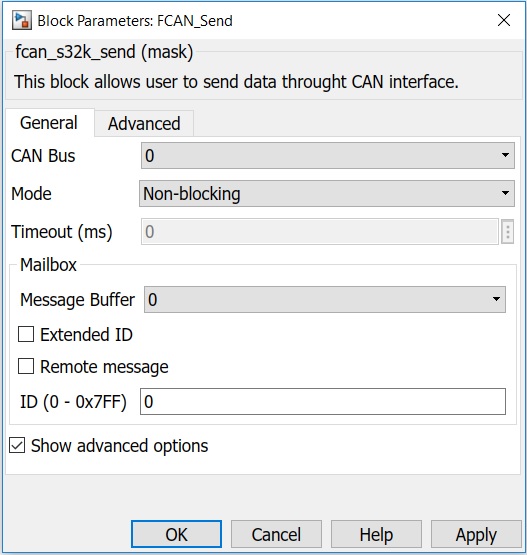 Block Parameters: FCAN_Send
fcan_s32k_send (mask)
This block allows user to send data throught CAN interface.
General Advanced
CAN Bus 0
Mode Non-blocking
Timeout (ms) 0
Mailbox
Message Buffer 0
Extended ID
Remote message
ID (0 - 0x7FF) 0
Show advanced options
OK Cancel Help Apply